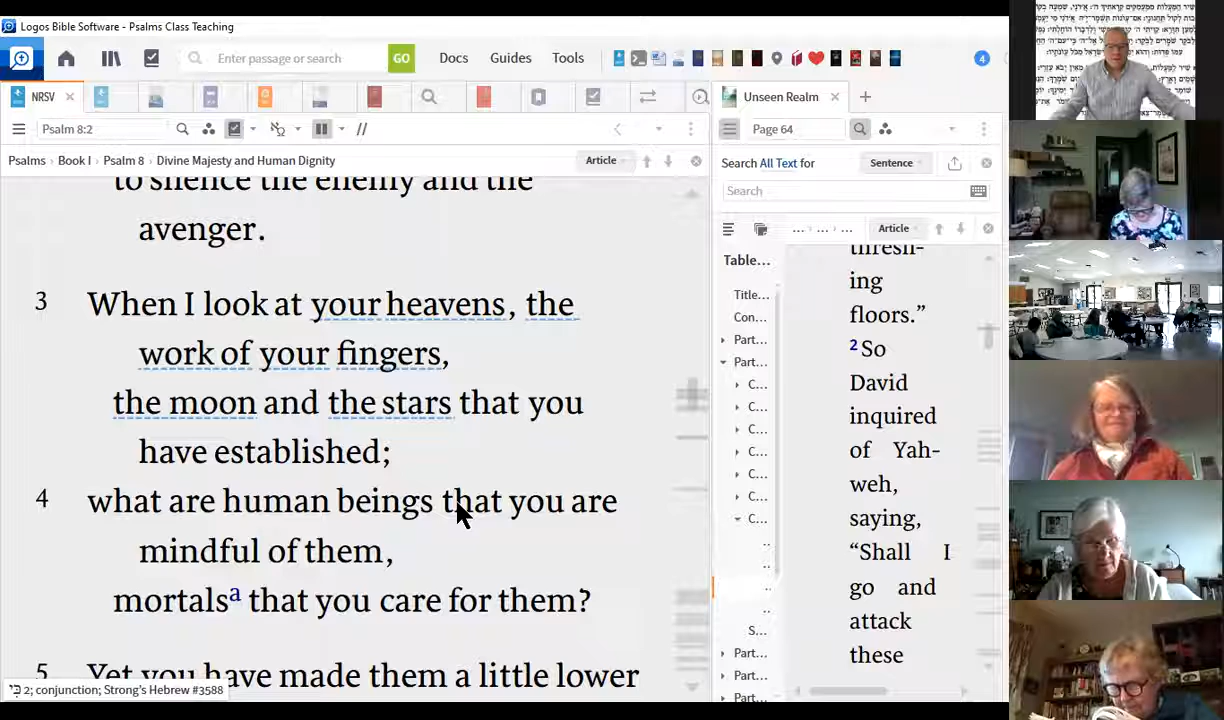 Logos Bible Software - Psalms Class Teaching
Enter passage or search
GO
Docs
Guides
Tools
4
NRSV
Psalm 8:2
Psalms › Book I › Psalm 8 › Divine Majesty and Human Dignity
Article
to silence the enemy and the
avenger.
3 When I look at your heavens, the
work of your fingers,
the moon and the stars that you
have established;
4 what are human beings that you are
mindful of them,
mortalsa that you care for them?
5 Yet you have made them a little lower
כִּי 2; conjunction; Strong's Hebrew #3588
Unseen Realm
Page 64
Search All Text for
Sentence
Search
... › ... › ...
Article
Table...
Title...
Con...
Part...
Part...
C...
C...
C...
C...
C...
C...
C...
..
..
..
..
S...
Part...
Part...
Part...
thresh-
ing
floors.”
2 So
David
inquired
of Yah-
weh,
saying,
“Shall I
go and
attack
these